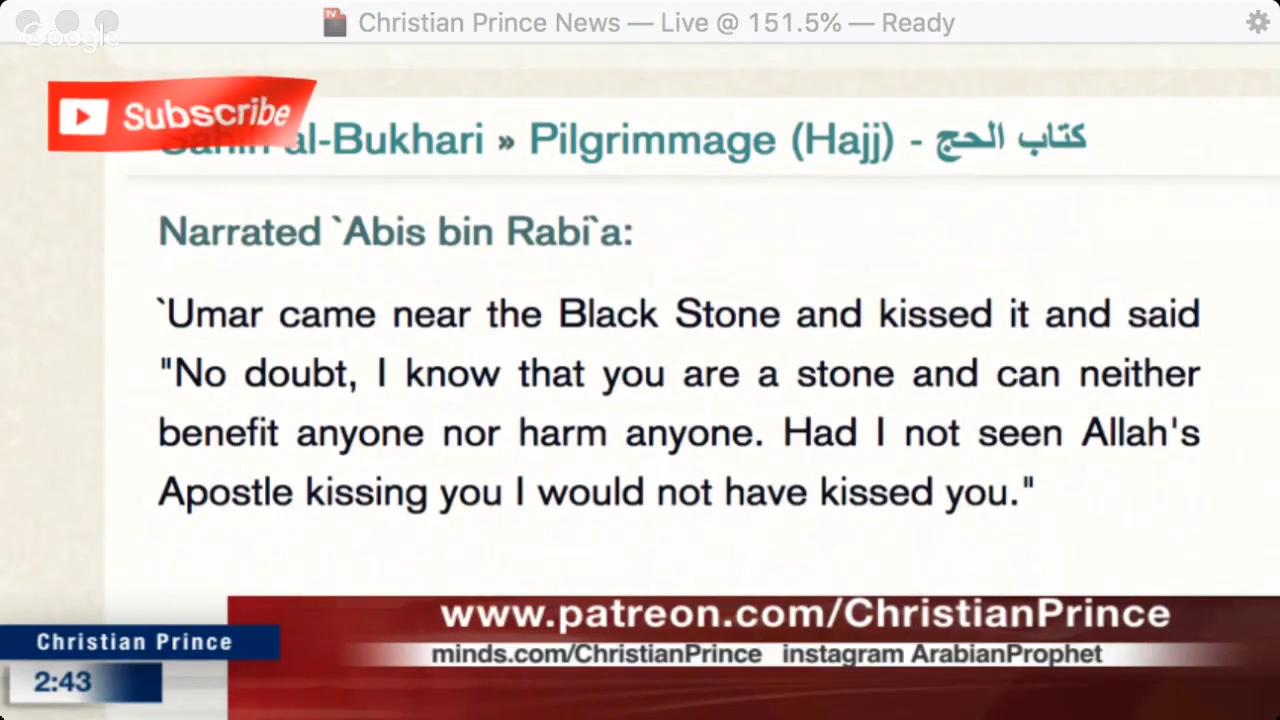 Christian Prince News — Live @ 151.5% — Ready
Google
Subscribe
Sahih al-Bukhari » Pilgrimmage (Hajj) - كتاب الحج
Narrated `Abis bin Rabi`a:
`Umar came near the Black Stone and kissed it and said
"No doubt, I know that you are a stone and can neither
benefit anyone nor harm anyone. Had I not seen Allah's
Apostle kissing you I would not have kissed you."
www.patreon.com/ChristianPrince
Christian Prince
minds.com/ChristianPrince instagram ArabianProphet
2:43